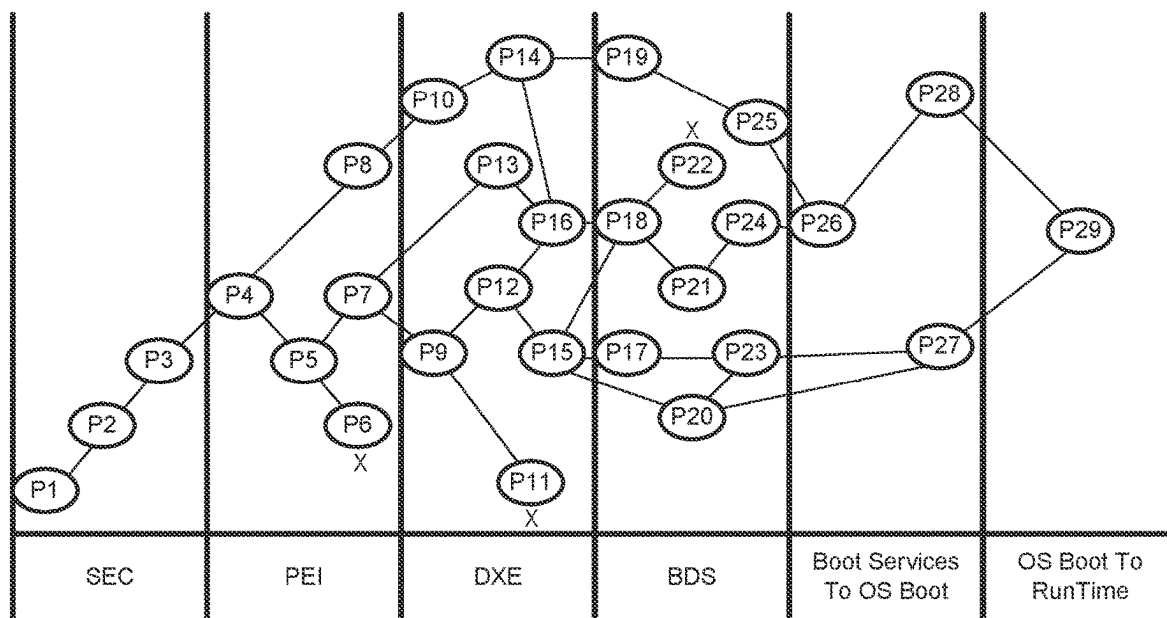 P14
P19
P10
P28
P25
X
P8
P13
P22
P16
P18
P24
P26
P29
P4
P7
P12
P21
P3
P5
P9
P15
P17
P23
P27
P2
P6
P20
X
P1
P11
X
SEC
PEI
DXE
BDS
Boot Services
To OS Boot
OS Boot To
RunTime